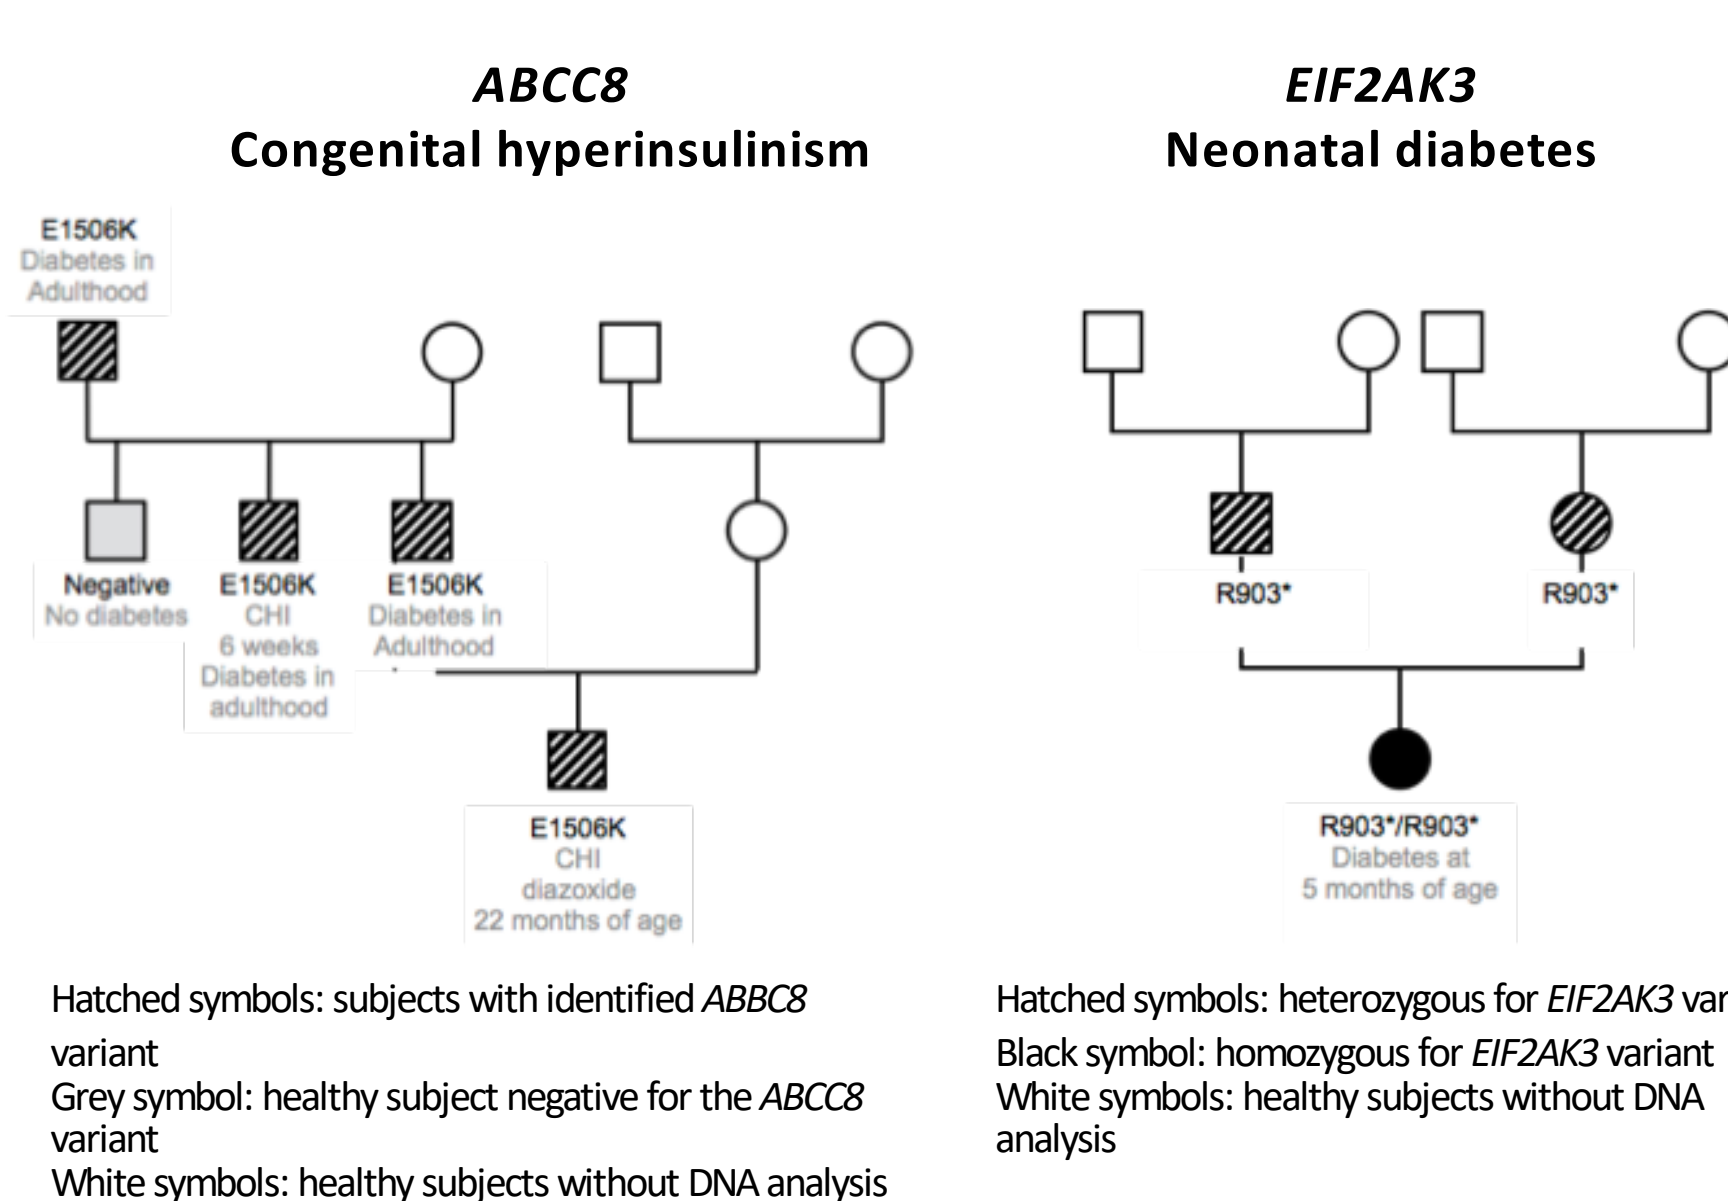 ABCC8
Congenital hyperinsulinism
E1506K
Diabetes in
Adulthood
Negative
No diabetes
E1506K
CHI
6 weeks
Diabetes in
adulthood
E1506K
Diabetes in
Adulthood
E1506K
CHI
diazoxide
22 months of age
Hatched symbols: subjects with identified ABBC8
variant
Grey symbol: healthy subject negative for the ABCC8
variant
White symbols: healthy subjects without DNA analysis
EIF2AK3
Neonatal diabetes
R903*
R903*
R903*/R903*
Diabetes at
5 months of age
Hatched symbols: heterozygous for EIF2AK3
Black symbol: homozygous for EIF2AK3 variant
White symbols: healthy subjects without DNA
analysis